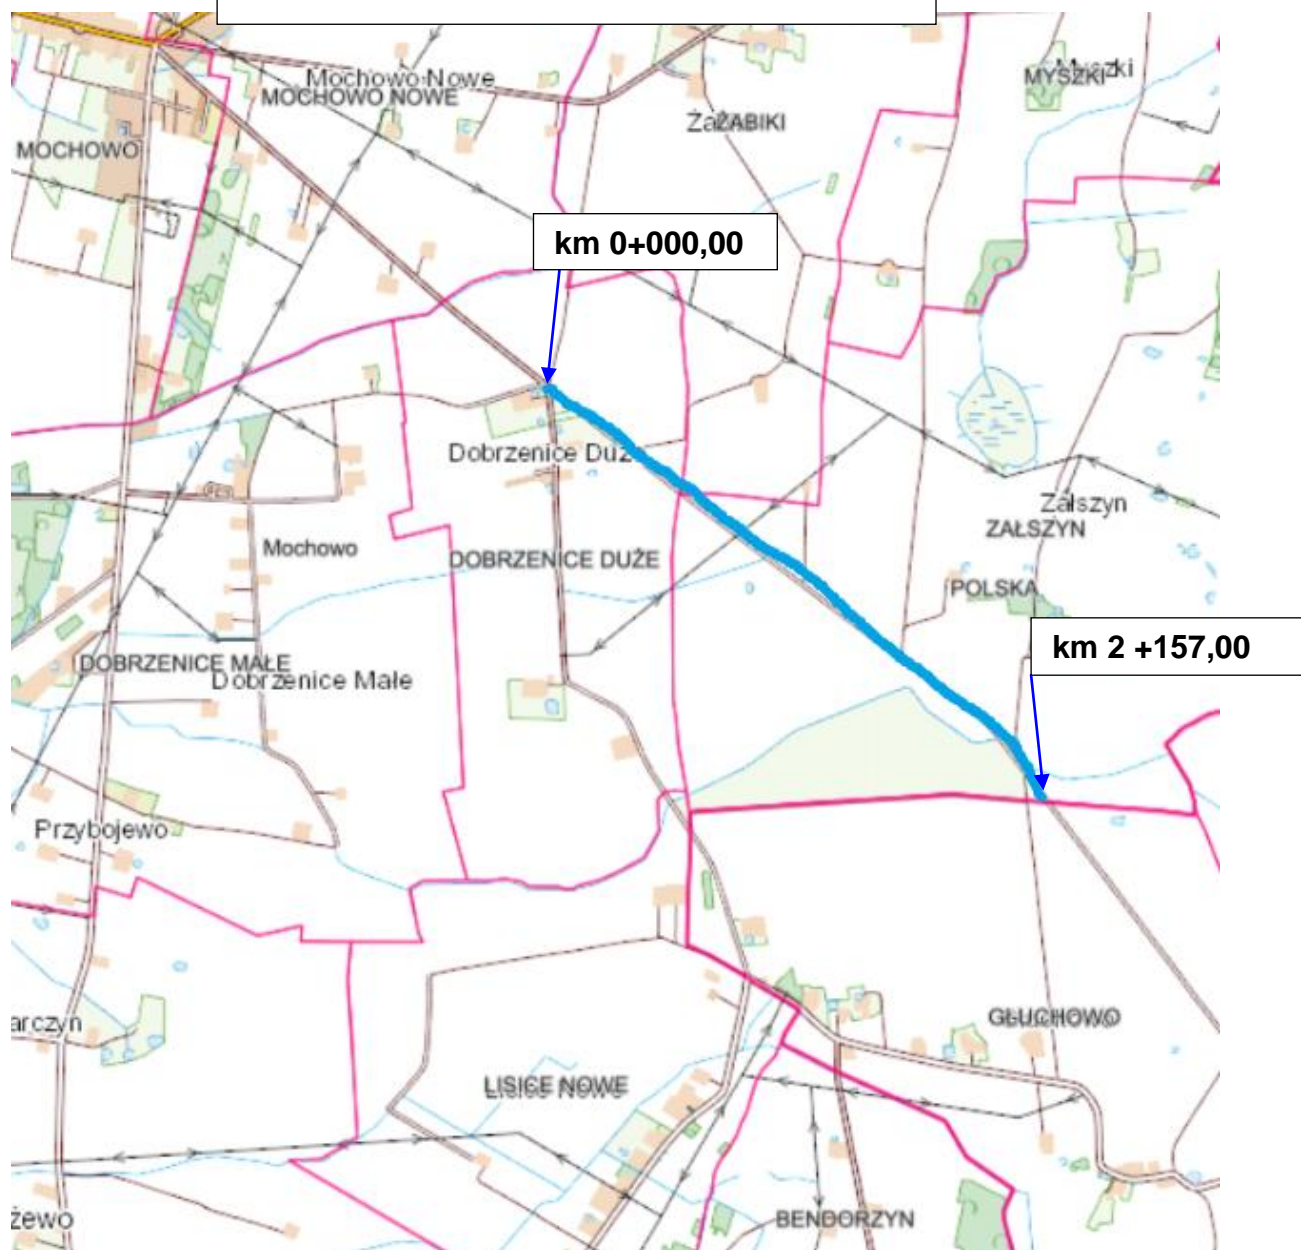 Mochowo Nowe
MOCHOWO NOWE
Myszki
MYSZKI
ŻABIKI
MOCHOWO
km 0+000,00
Dobrzenice Duż
Załszyn
ZAŁSZYN
Mochowo
DOBRZENICE DUŻE
POLSKA
km 2 +157,00
DOBRZENICE MAŁE
Dobrzenice Małe
Przybojewo
arczyn
GŁUCHOWO
LISICE NOWE
żewo
BENDORZYN